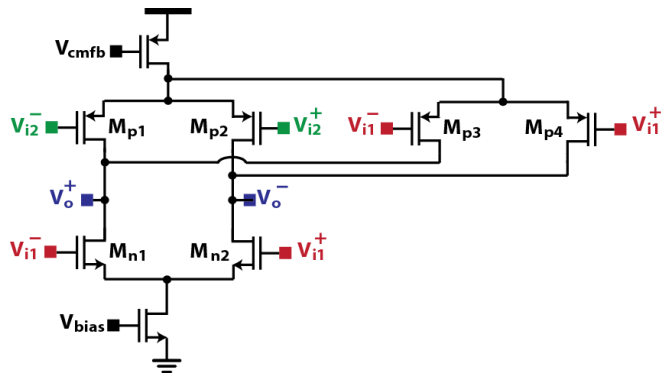 Vcmfb
Vi2− Mp1 Mp2 Vi2+ Vi1− Mp3 Mp4 Vi1+
Vo+ Vo−
Vi1− Mn1 Mn2 Vi1+
Vbias